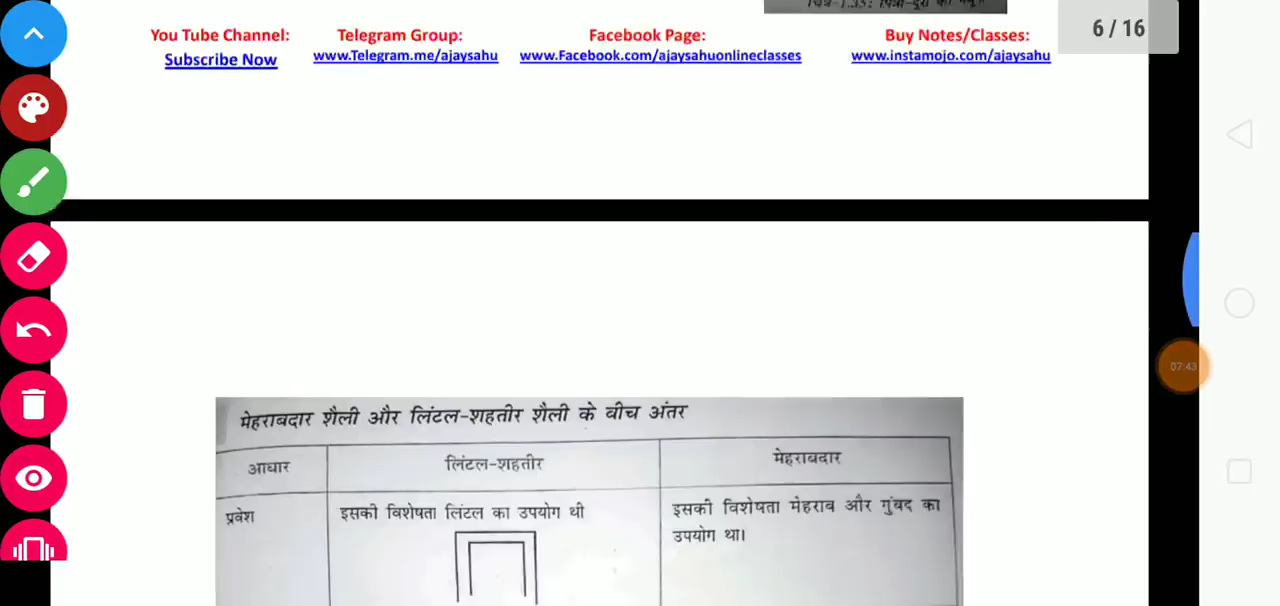 6 / 16
You Tube Channel: Telegram Group: Facebook Page: Buy Notes/Classes:
Subscribe Now www.Telegram.me/ajaysahu www.Facebook.com/ajaysahuonlineclasses www.instamojo.com/ajaysahu
07:43
मेहराबदार शैली और लिंटल-शहतीर शैली के बीच अंतर
आधार लिंटल-शहतीर मेहराबदार
प्रवेश इसकी विशेषता लिंटल का उपयोग थी इसकी विशेषता मेहराब और गुंबद का
उपयोग था।